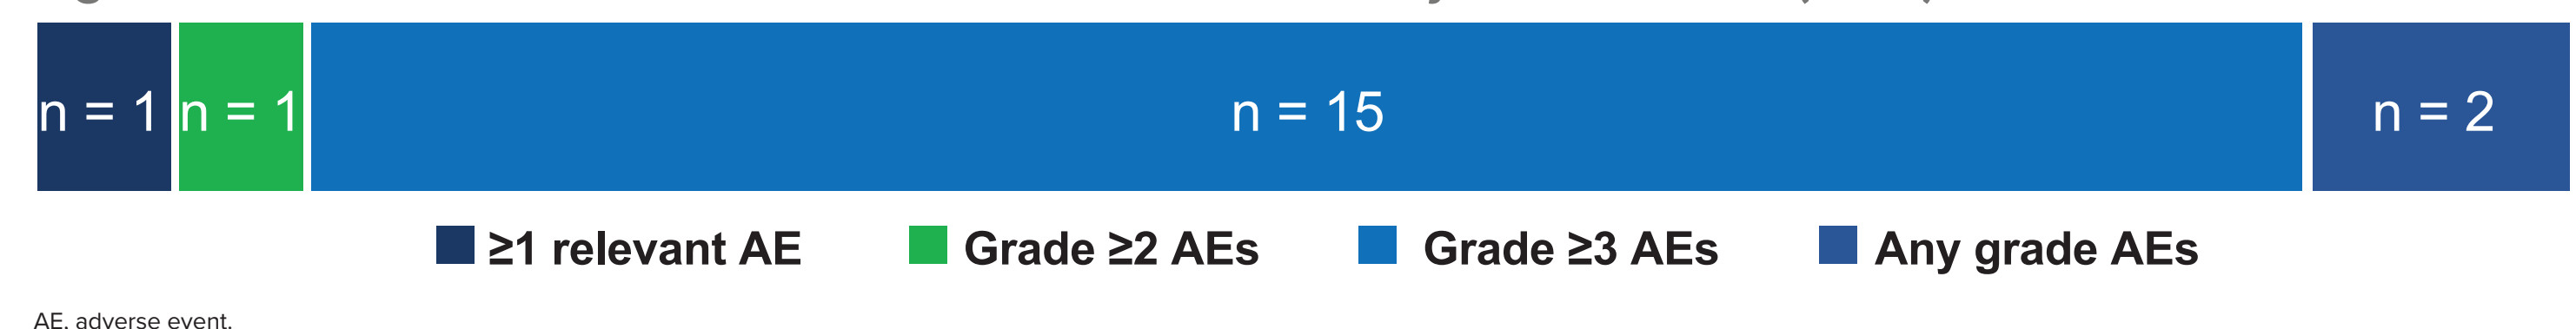 n = 1 n = 1 n = 15 n = 2
≥1 relevant AE Grade ≥2 AEs Grade ≥3 AEs Any grade AEs
AE, adverse event.